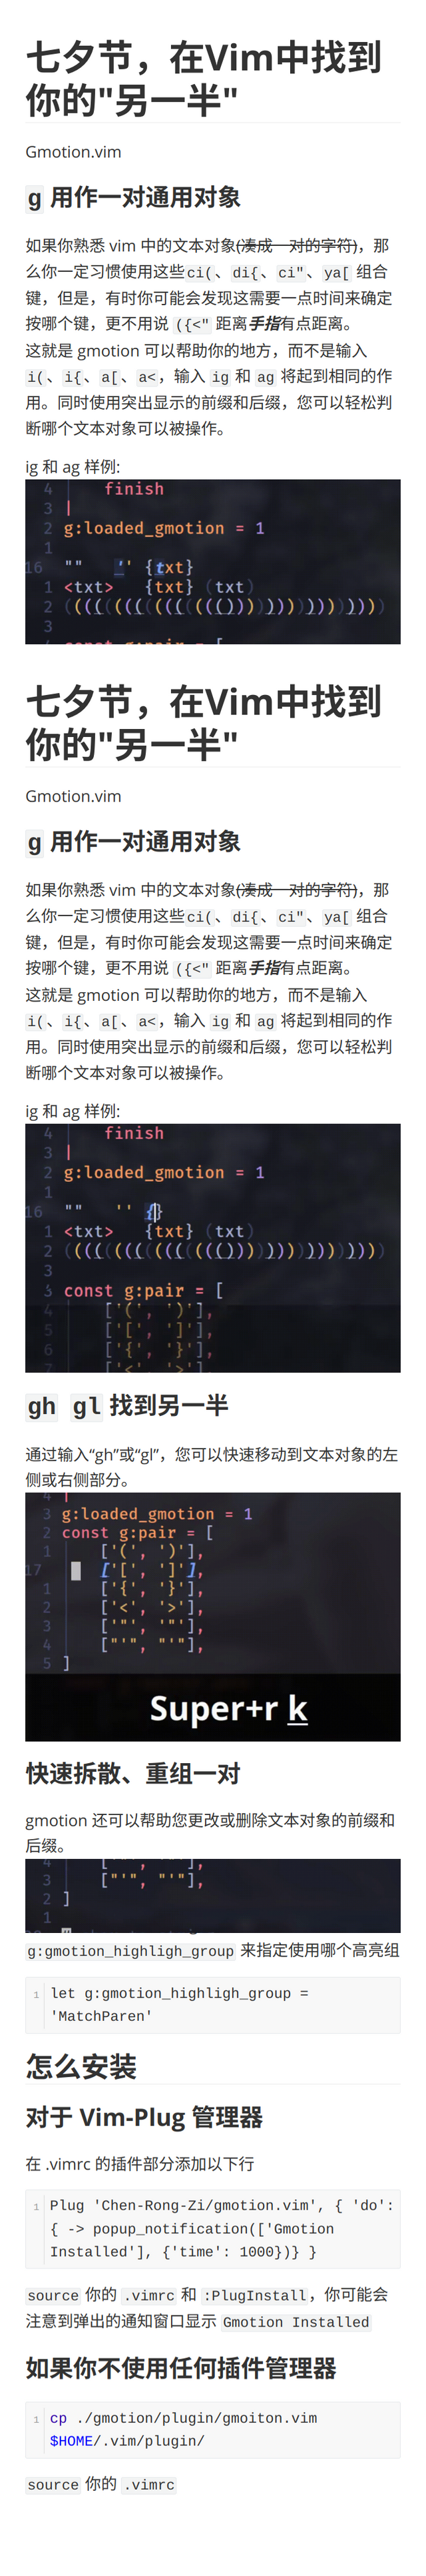 七夕节，在Vim中找到
你的"另一半"
Gmotion.vim
g 用作一对通用对象
如果你熟悉 vim 中的文本对象(凑成一对的字符)，那
么你一定习惯使用这些ci(、di{、ci"、ya[ 组合
键，但是，有时你可能会发现这需要一点时间来确定
按哪个键，更不用说 ({<" 距离手指有点距离。
这就是 gmotion 可以帮助你的地方，而不是输入
i(、i{、a[、a<，输入 ig 和 ag 将起到相同的作
用。同时使用突出显示的前缀和后缀，您可以轻松判
断哪个文本对象可以被操作。
ig 和 ag 样例:
4 finish
3
2 g:loaded_gmotion = 1
1
16 "" '' {txt}
1 <txt> {txt} (txt)
2
3
七夕节，在Vim中找到
你的"另一半"
Gmotion.vim
g 用作一对通用对象
如果你熟悉 vim 中的文本对象(凑成一对的字符)，那
么你一定习惯使用这些ci(、di{、ci"、ya[ 组合
键，但是，有时你可能会发现这需要一点时间来确定
按哪个键，更不用说 ({<" 距离手指有点距离。
这就是 gmotion 可以帮助你的地方，而不是输入
i(、i{、a[、a<，输入 ig 和 ag 将起到相同的作
用。同时使用突出显示的前缀和后缀，您可以轻松判
断哪个文本对象可以被操作。
ig 和 ag 样例:
4 finish
3
2 g:loaded_gmotion = 1
1
16 "" '' {}
1 <txt> {txt} (txt)
2
3
const g:pair = [
4 ['(', ')'],
5 ['[', ']'],
6 ['{', '}'],
7 ['<', '>'],
gh gl 找到另一半
通过输入“gh”或“gl”，您可以快速移动到文本对象的左
侧或右侧部分。
4
3 g:loaded_gmotion = 1
2 const g:pair = [
1 ['(', ')'],
17 ['[', ']'],
1 ['{', '}'],
2 ['<', '>'],
3 ['"', '"'],
4 ["'", "'"],
5 ]
Super+r k
快速拆散、重组一对
gmotion 还可以帮助您更改或删除文本对象的前缀和
后缀。
3 ["'", "'"],
2 ]
1
g:gmotion_highligh_group 来指定使用哪个高亮组
1 let g:gmotion_highligh_group =
'MatchParen'
怎么安装
对于 Vim-Plug 管理器
在 .vimrc 的插件部分添加以下行
1 Plug 'Chen-Rong-Zi/gmotion.vim', { 'do':
{ -> popup_notification(['Gmotion
Installed'], {'time': 1000})} }
source 你的 .vimrc 和 :PlugInstall，你可能会
注意到弹出的通知窗口显示 Gmotion Installed
如果你不使用任何插件管理器
1 cp ./gmotion/plugin/gmoiton.vim
$HOME/.vim/plugin/
source 你的 .vimrc